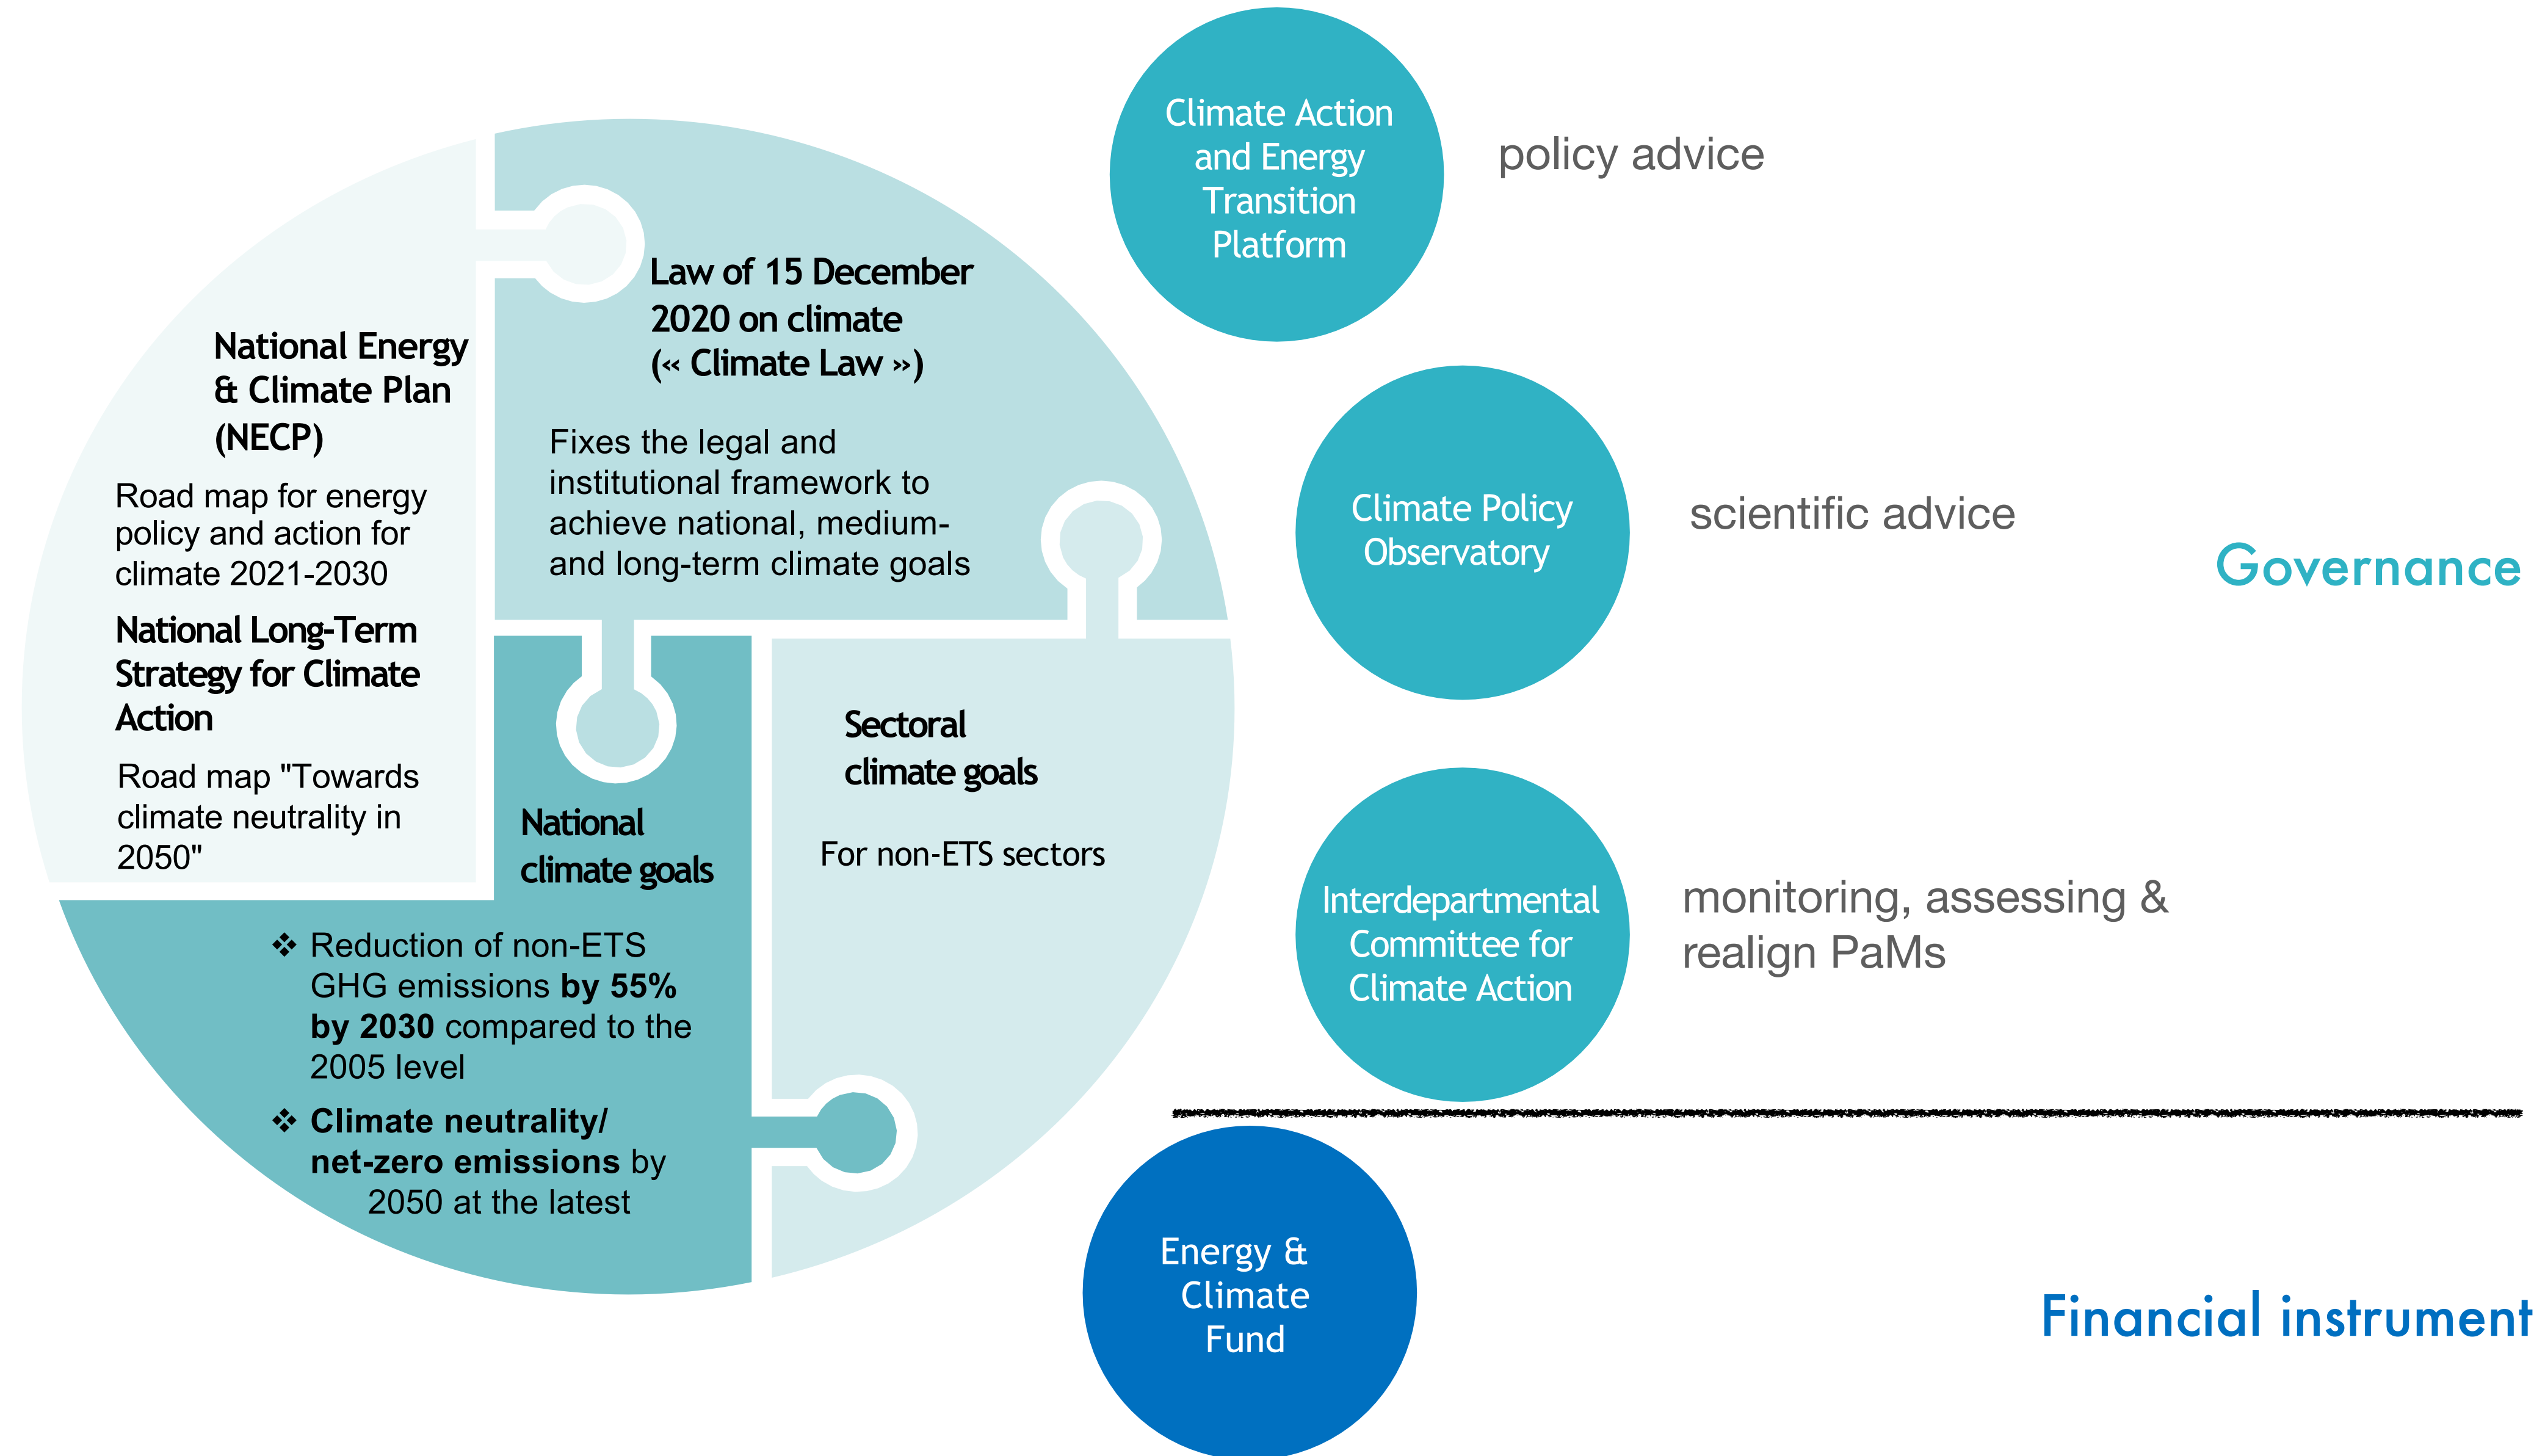 National Energy
& Climate Plan
(NECP)
Road map for energy
policy and action for
climate 2021-2030
National Long-Term
Strategy for Climate
Action
Road map "Towards
climate neutrality in
2050"
Law of 15 December
2020 on climate
(« Climate Law »)
Fixes the legal and
institutional framework to
achieve national, medium-
and long-term climate goals
National
climate goals
❖ Reduction of non-ETS
GHG emissions by 55%
by 2030 compared to the
2005 level
❖ Climate neutrality/
net-zero emissions by
2050 at the latest
Sectoral
climate goals
For non-ETS sectors
Climate Action
and Energy
Transition
Platform
policy advice
Climate Policy
Observatory
scientific advice
Governance
Interdepartmental
Committee for
Climate Action
monitoring, assessing &
realign PaMs
Energy &
Climate
Fund
Financial instrument